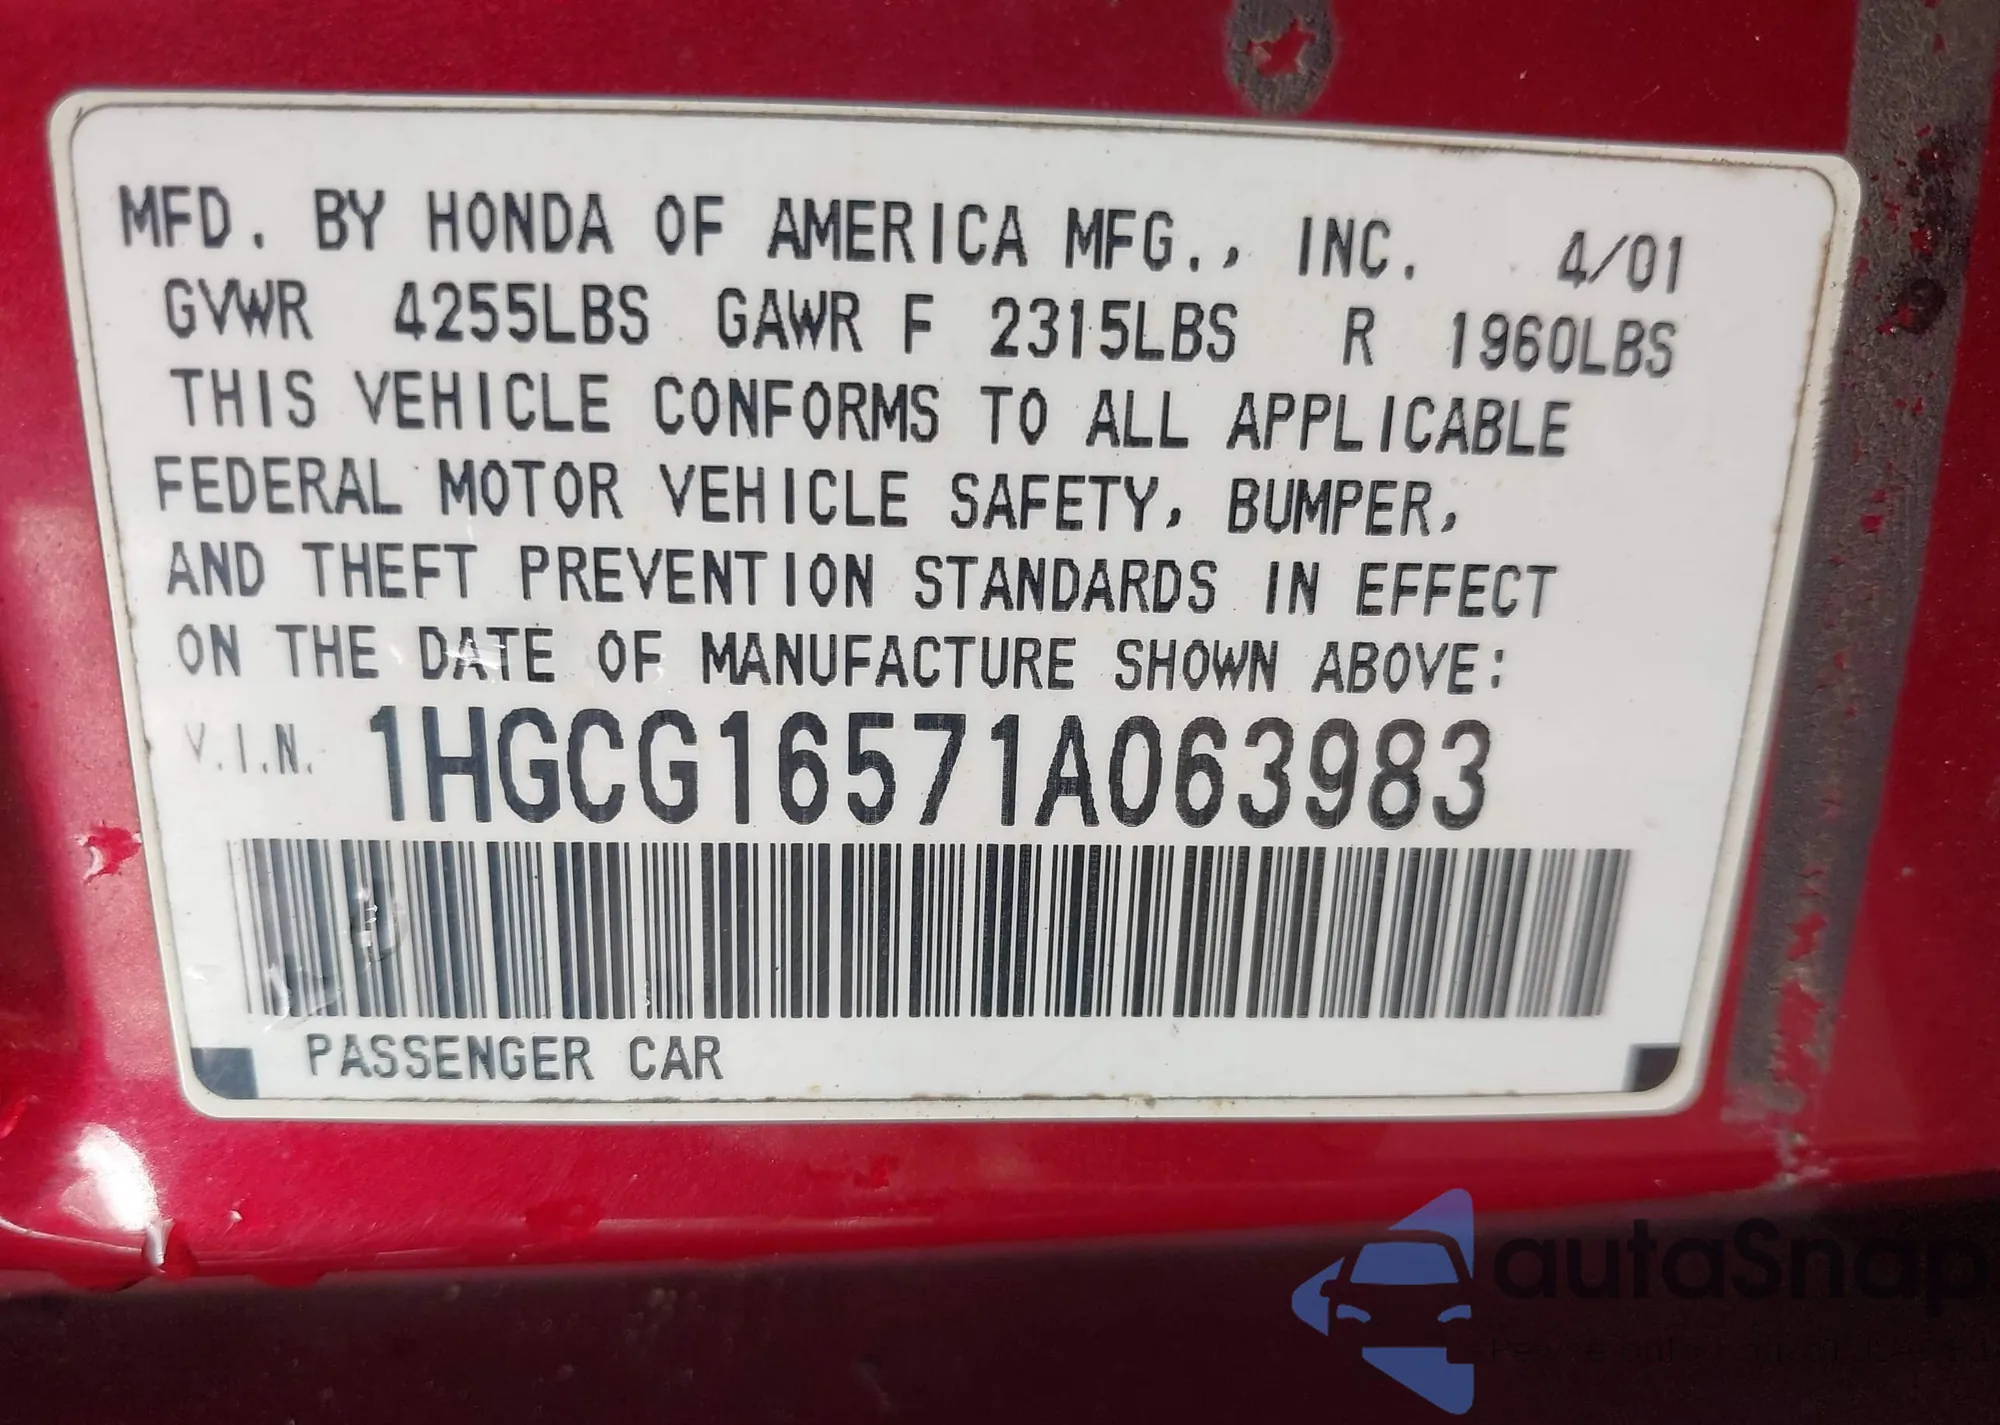 MFD. BY HONDA OF AMERICA MFG., INC. 4/01
GVWR 4255LBS GAWR F 2315LBS R 1960LBS
THIS VEHICLE CONFORMS TO ALL APPLICABLE
FEDERAL MOTOR VEHICLE SAFETY, BUMPER,
AND THEFT PREVENTION STANDARDS IN EFFECT
ON THE DATE OF MANUFACTURE SHOWN ABOVE:
V.I.N. 1HGCG16571A063983
PASSENGER CAR
autaSnap